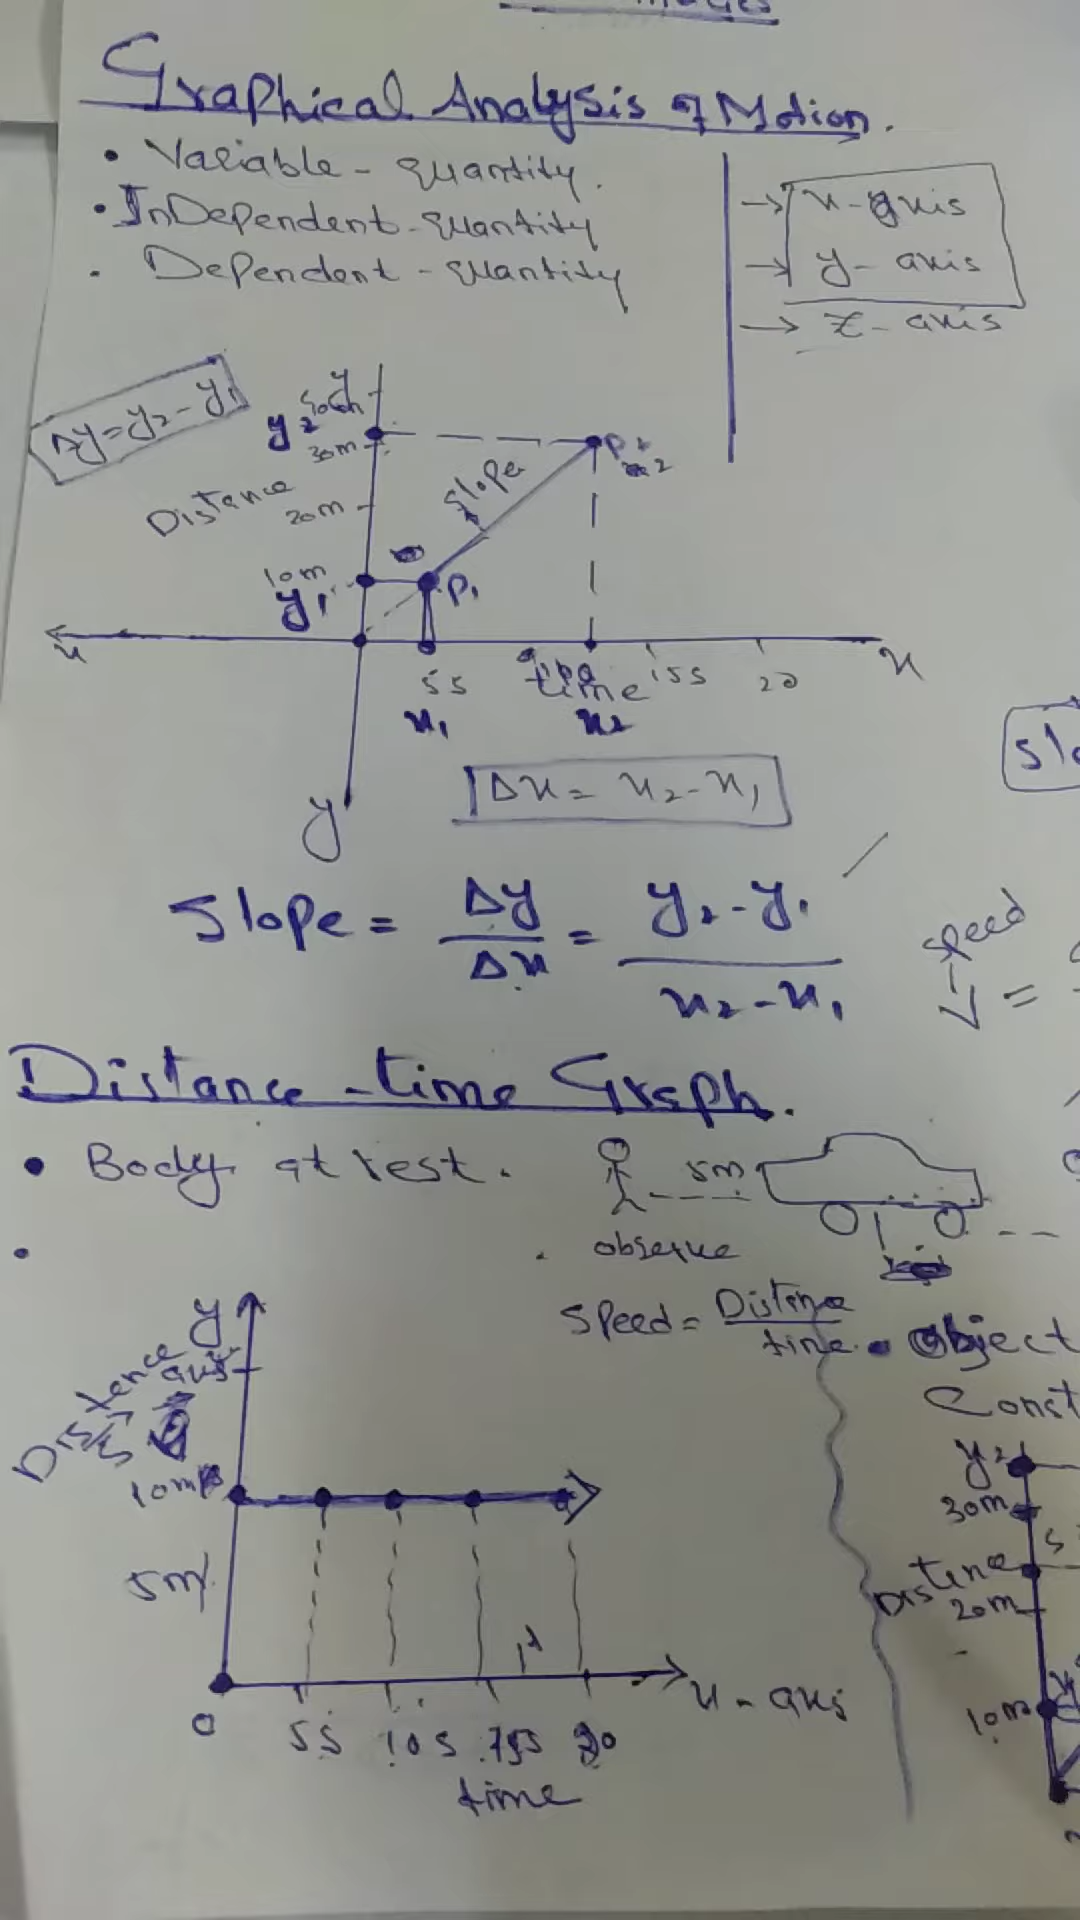 Graphical Analysis of Motion.
• Variable - quantity.
• InDependent - quantity
• Dependent - quantity
→ x-axis
→ y-axis
→ z-axis
Δy = y₂ - y₁
y
y₂
30m
Distance
20m
10m
y₁
slope
P₁
x
5s
time
15s
20
x
x₁
x₂
y
Δx = x₂ - x₁
Slope = Δy/Δx = y₂ - y₁ / x₂ - x₁
speed
V =
Distance - time Graph.
• Body at rest.
5m
observe
Speed = Distance / time
• Object
Const
y
axis
Distance
10m
5m
0
5s 10s 15s 20
x - axis
time
y₂
30m
Distance
20m
10m